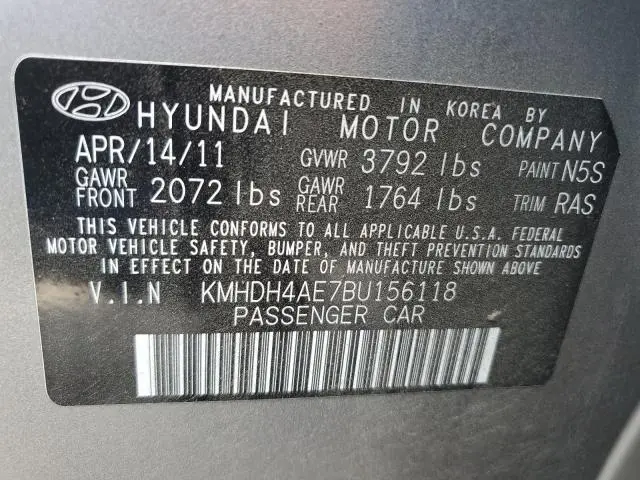 MANUFACTURED IN KOREA BY
HYUNDAI MOTOR COMPANY
APR/14/11 GVWR 3792 lbs PAINT N5S
GAWR FRONT 2072 lbs GAWR REAR 1764 lbs TRIM RAS
THIS VEHICLE CONFORMS TO ALL APPLICABLE U.S.A. FEDERAL
MOTOR VEHICLE SAFETY, BUMPER, AND THEFT PREVENTION STANDARDS
IN EFFECT ON THE DATE OF MANUFACTURE SHOWN ABOVE
V.I.N KMHDH4AE7BU156118
PASSENGER CAR